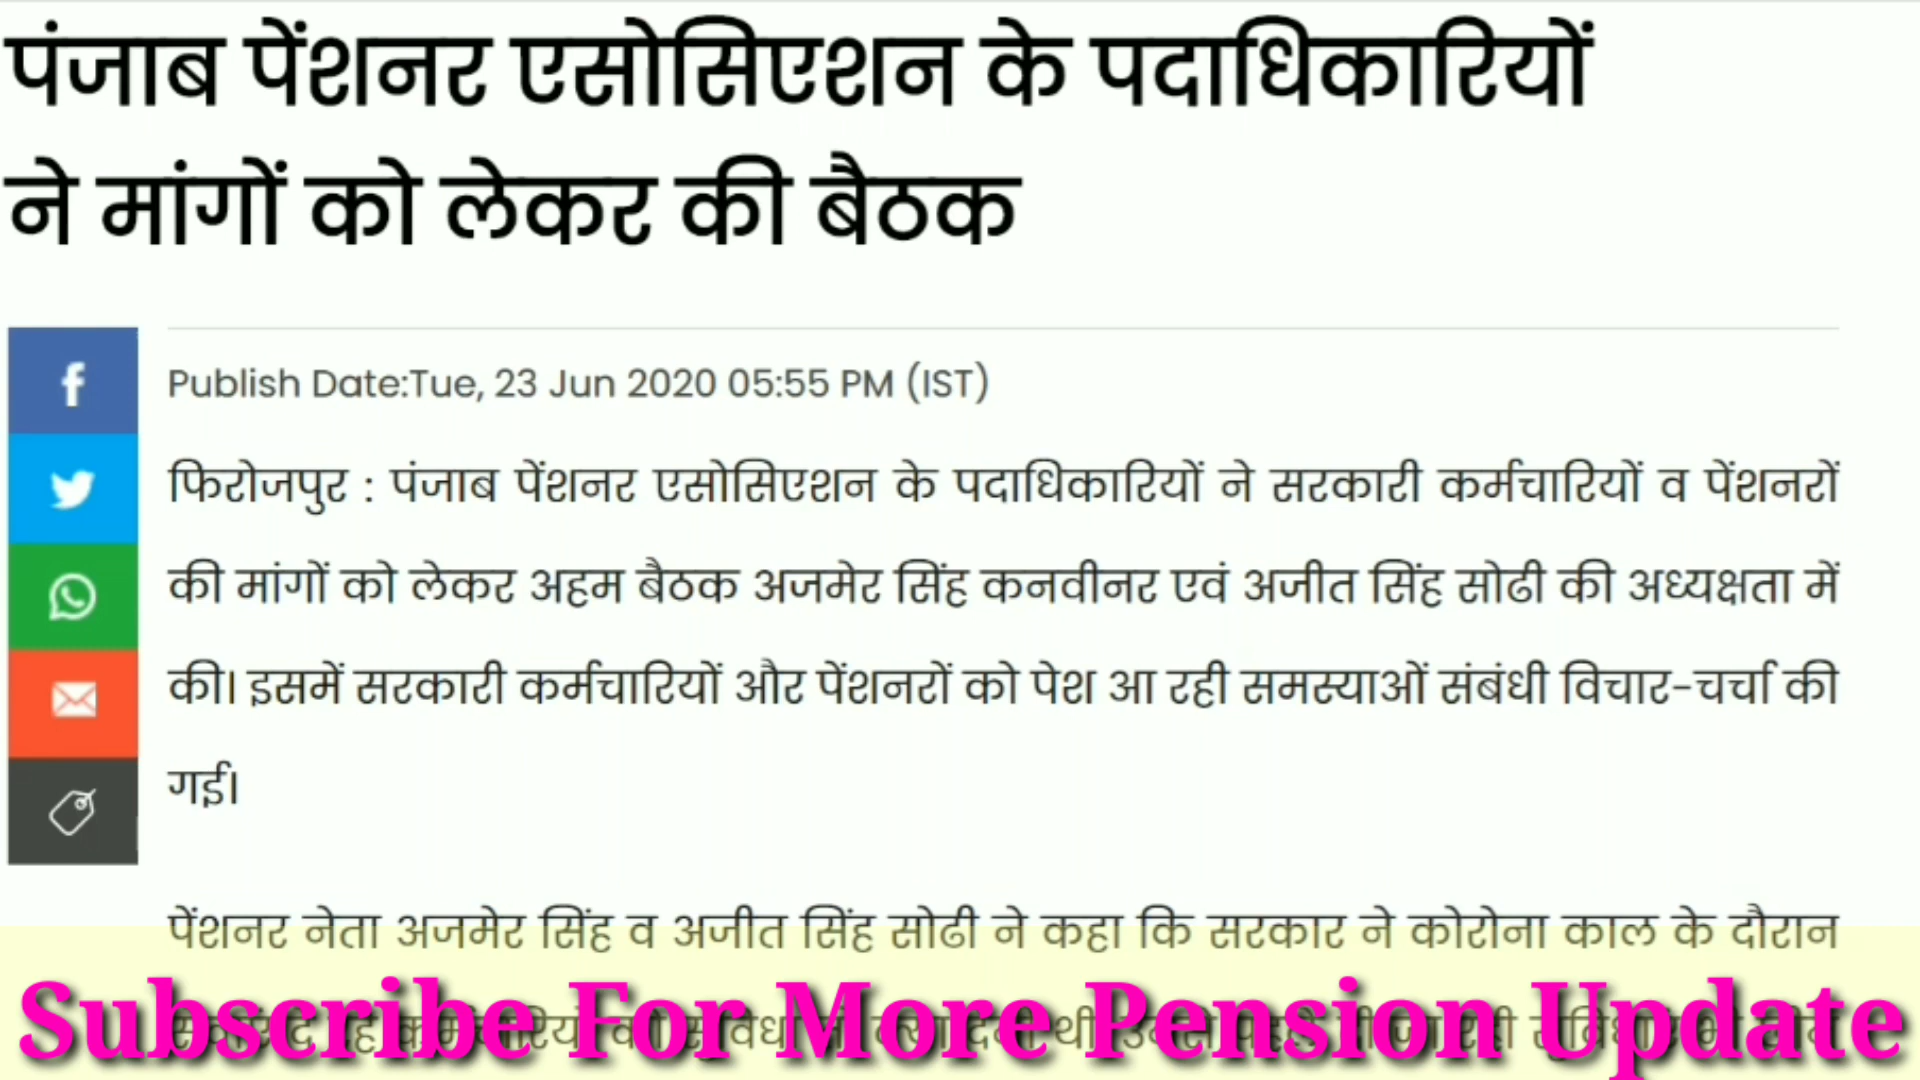 पंजाब पेंशनर एसोसिएशन के पदाधिकारियों
ने मांगों को लेकर की बैठक
Publish Date:Tue, 23 Jun 2020 05:55 PM (IST)
फिरोजपुर : पंजाब पेंशनर एसोसिएशन के पदाधिकारियों ने सरकारी कर्मचारियों व पेंशनरों
की मांगों को लेकर अहम बैठक अजमेर सिंह कनवीनर एवं अजीत सिंह सोढी की अध्यक्षता में
की। इसमें सरकारी कर्मचारियों और पेंशनरों को पेश आ रही समस्याओं संबंधी विचार-चर्चा की
गई।
पेंशनर नेता अजमेर सिंह व अजीत सिंह सोढी ने कहा कि सरकार ने कोरोना काल के दौरान
Subscribe For More Pension Update